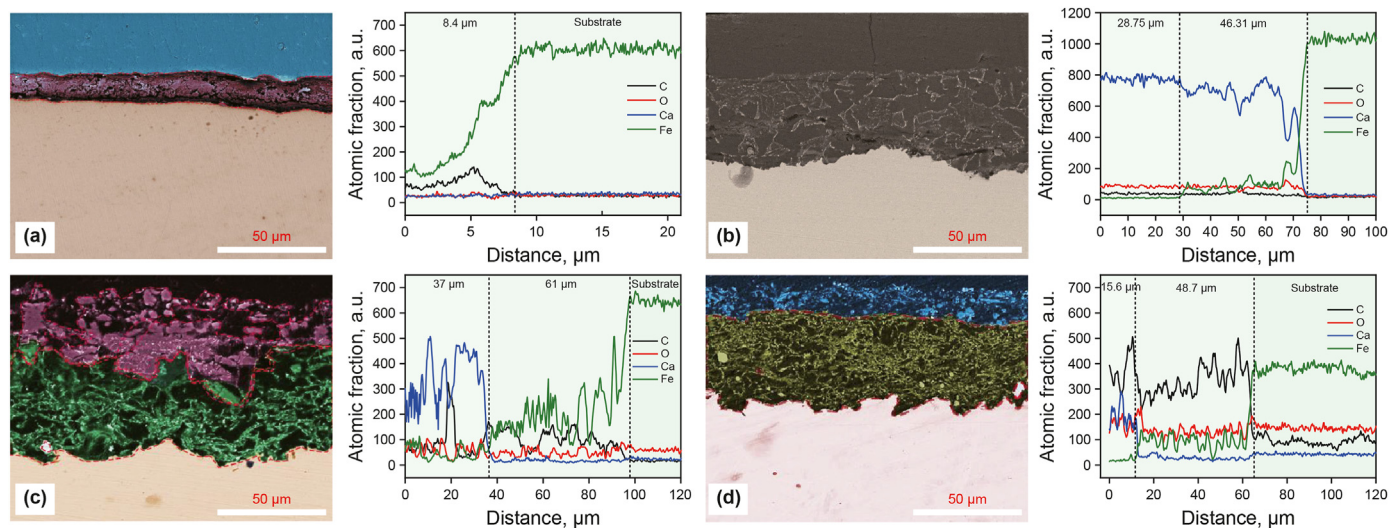 (a)
50 μm
Atomic fraction, a.u.
700
600
500
400
300
200
100
0
8.4 μm
Substrate
C
O
Ca
Fe
0 5 10 15 20
Distance, μm
(b)
50 μm
Atomic fraction, a.u.
1200
1000
800
600
400
200
0
28.75 μm
46.31 μm
C
O
Ca
Fe
0 10 20 30 40 50 60 70 80 90 100
Distance, μm
(c)
50 μm
Atomic fraction, a.u.
700
600
500
400
300
200
100
0
37 μm
61 μm
Substrate
C
O
Ca
Fe
0 20 40 60 80 100 120
Distance, μm
(d)
50 μm
Atomic fraction, a.u.
700
600
500
400
300
200
100
0
15.6 μm
48.7 μm
Substrate
C
O
Ca
Fe
0 20 40 60 80 100 120
Distance, μm